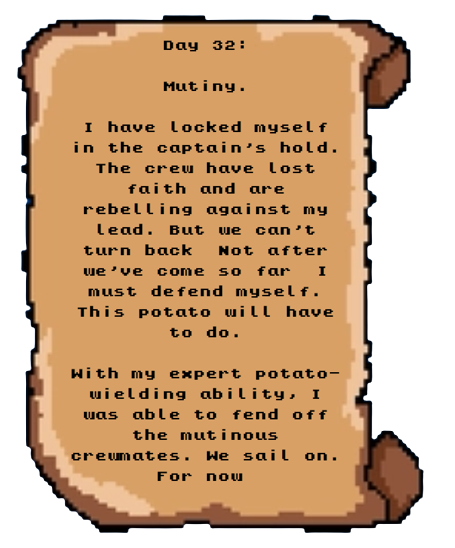 Day 32:
Mutiny.
I have locked myself
in the captain's hold.
The crew have lost
faith and are
rebelling against my
lead. But we can't
turn back  Not after
we've come so far  I
must defend myself.
This potato will have
to do.
With my expert potato-
wielding ability, I
was able to fend off
the mutinous
crewmates. We sail on.
For now